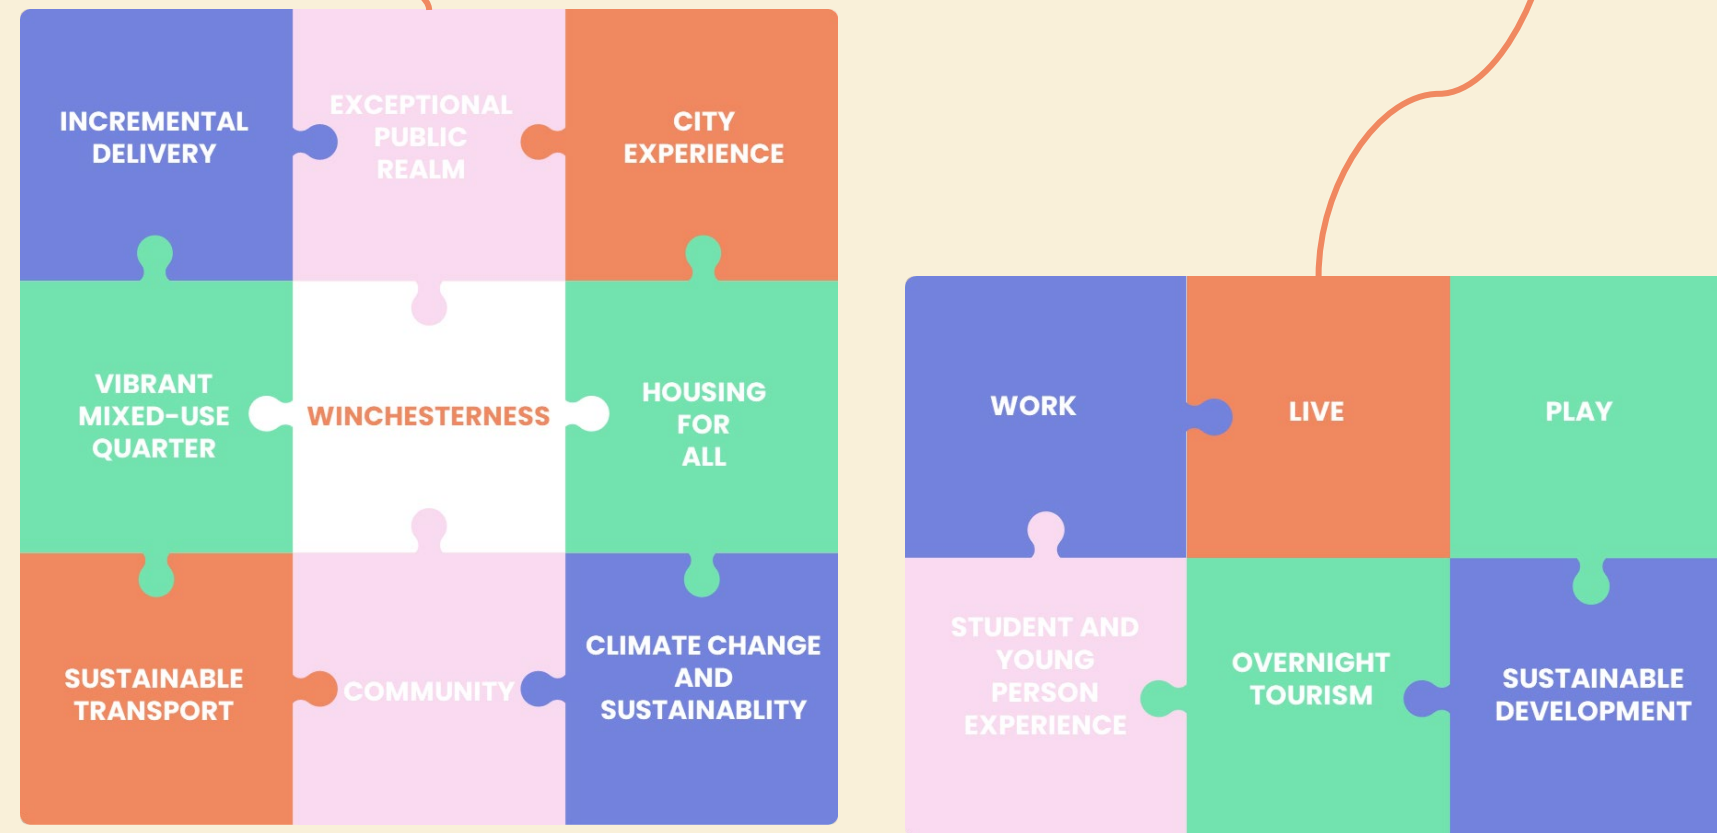 INCREMENTAL
DELIVERY
EXCEPTIONAL
PUBLIC
REALM
CITY
EXPERIENCE
VIBRANT
MIXED-USE
QUARTER
WINCHESTERNESS
HOUSING
FOR
ALL
SUSTAINABLE
TRANSPORT
COMMUNITY
CLIMATE CHANGE
AND
SUSTAINABLITY
WORK
LIVE
PLAY
STUDENT AND
YOUNG
PERSON
EXPERIENCE
OVERNIGHT
TOURISM
SUSTAINABLE
DEVELOPMENT